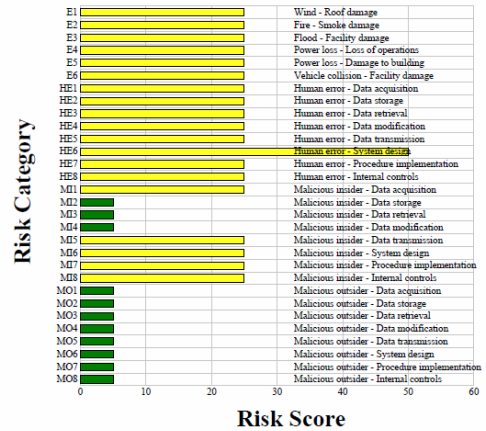 Risk Category
E1 Wind - Roof damage
E2 Fire - Smoke damage
E3 Flood - Facility damage
E4 Power loss - Loss of operations
E5 Power loss - Damage to building
E6 Vehicle collision - Facility damage
HE1 Human error - Data acquisition
HE2 Human error - Data storage
HE3 Human error - Data retrieval
HE4 Human error - Data modification
HE5 Human error - Data transmission
HE6 Human error - System design
HE7 Human error - Procedure implementation
HE8 Human error - Internal controls
MI1 Malicious insider - Data acquisition
MI2 Malicious insider - Data storage
MI3 Malicious insider - Data retrieval
MI4 Malicious insider - Data modification
MI5 Malicious insider - Data transmission
MI6 Malicious insider - System design
MI7 Malicious insider - Procedure implementation
MI8 Malicious insider - Internal controls
MO1 Malicious outsider - Data acquisition
MO2 Malicious outsider - Data storage
MO3 Malicious outsider - Data retrieval
MO4 Malicious outsider - Data modification
MO5 Malicious outsider - Data transmission
MO6 Malicious outsider - System design
MO7 Malicious outsider - Procedure implementation
MO8 Malicious outsider - Internal controls
0 10 20 30 40 50 60
Risk Score